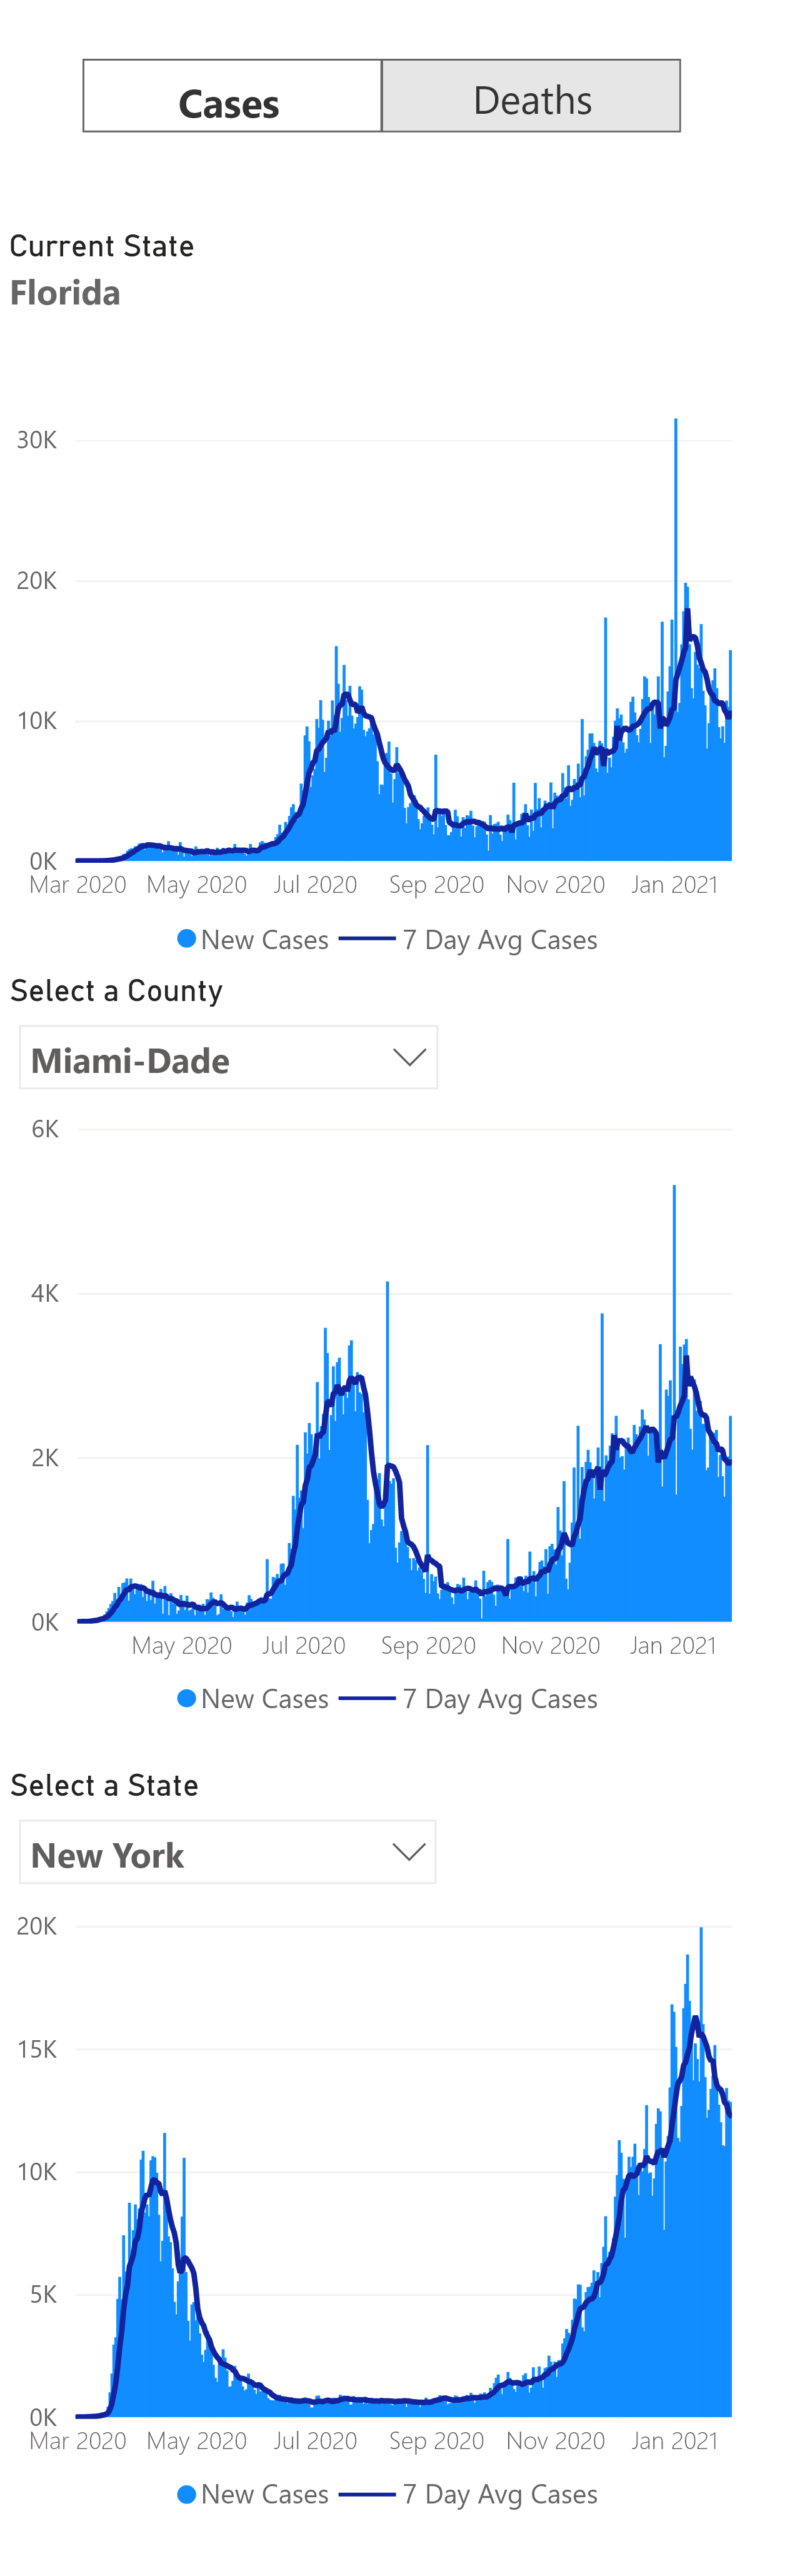 Cases Deaths
Current State
Florida
30K
20K
10K
0K
Mar 2020 May 2020 Jul 2020 Sep 2020 Nov 2020 Jan 2021
New Cases 7 Day Avg Cases
Select a County
Miami-Dade
6K
4K
2K
0K
May 2020 Jul 2020 Sep 2020 Nov 2020 Jan 2021
New Cases 7 Day Avg Cases
Select a State
New York
20K
15K
10K
5K
0K
Mar 2020 May 2020 Jul 2020 Sep 2020 Nov 2020 Jan 2021
New Cases 7 Day Avg Cases